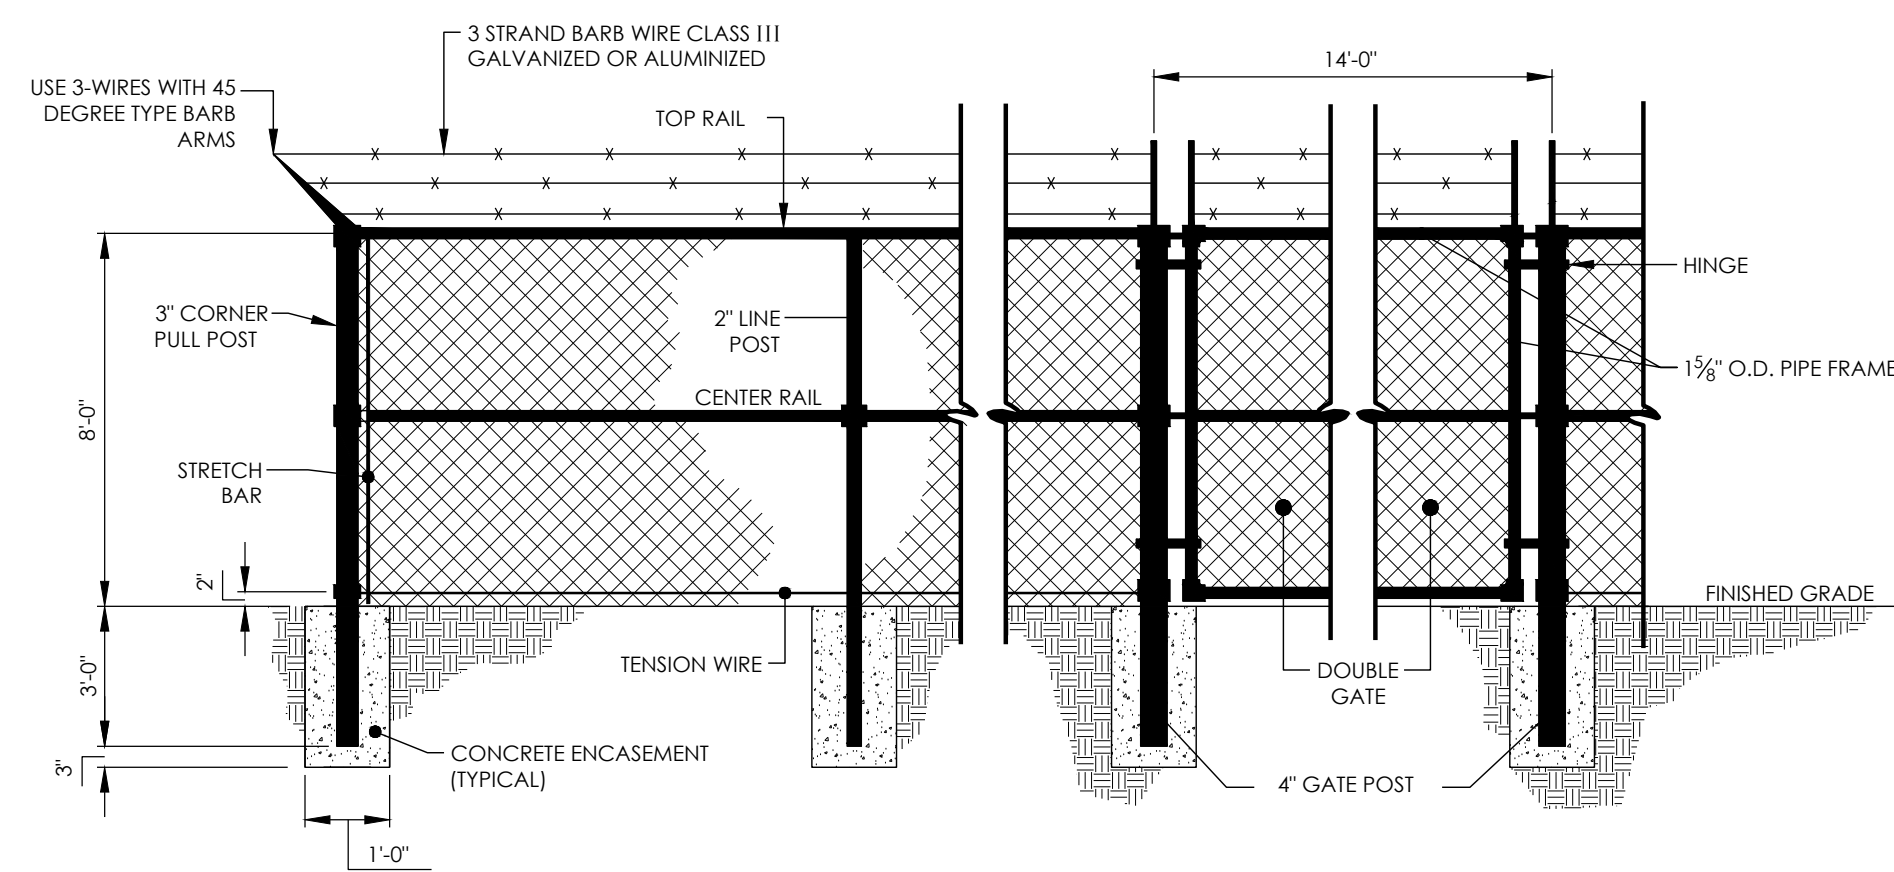 3 STRAND BARB WIRE CLASS III
GALVANIZED OR ALUMINIZED
14'-0"
USE 3-WIRES WITH 45
DEGREE TYPE BARB
ARMS
TOP RAIL
HINGE
3" CORNER
PULL POST
2" LINE
POST
1⅝" O.D. PIPE FRAME
CENTER RAIL
8'-0"
STRETCH
BAR
2"
FINISHED GRADE
3'-0"
TENSION WIRE
DOUBLE
GATE
CONCRETE ENCASEMENT
(TYPICAL)
3"
4" GATE POST
1'-0"